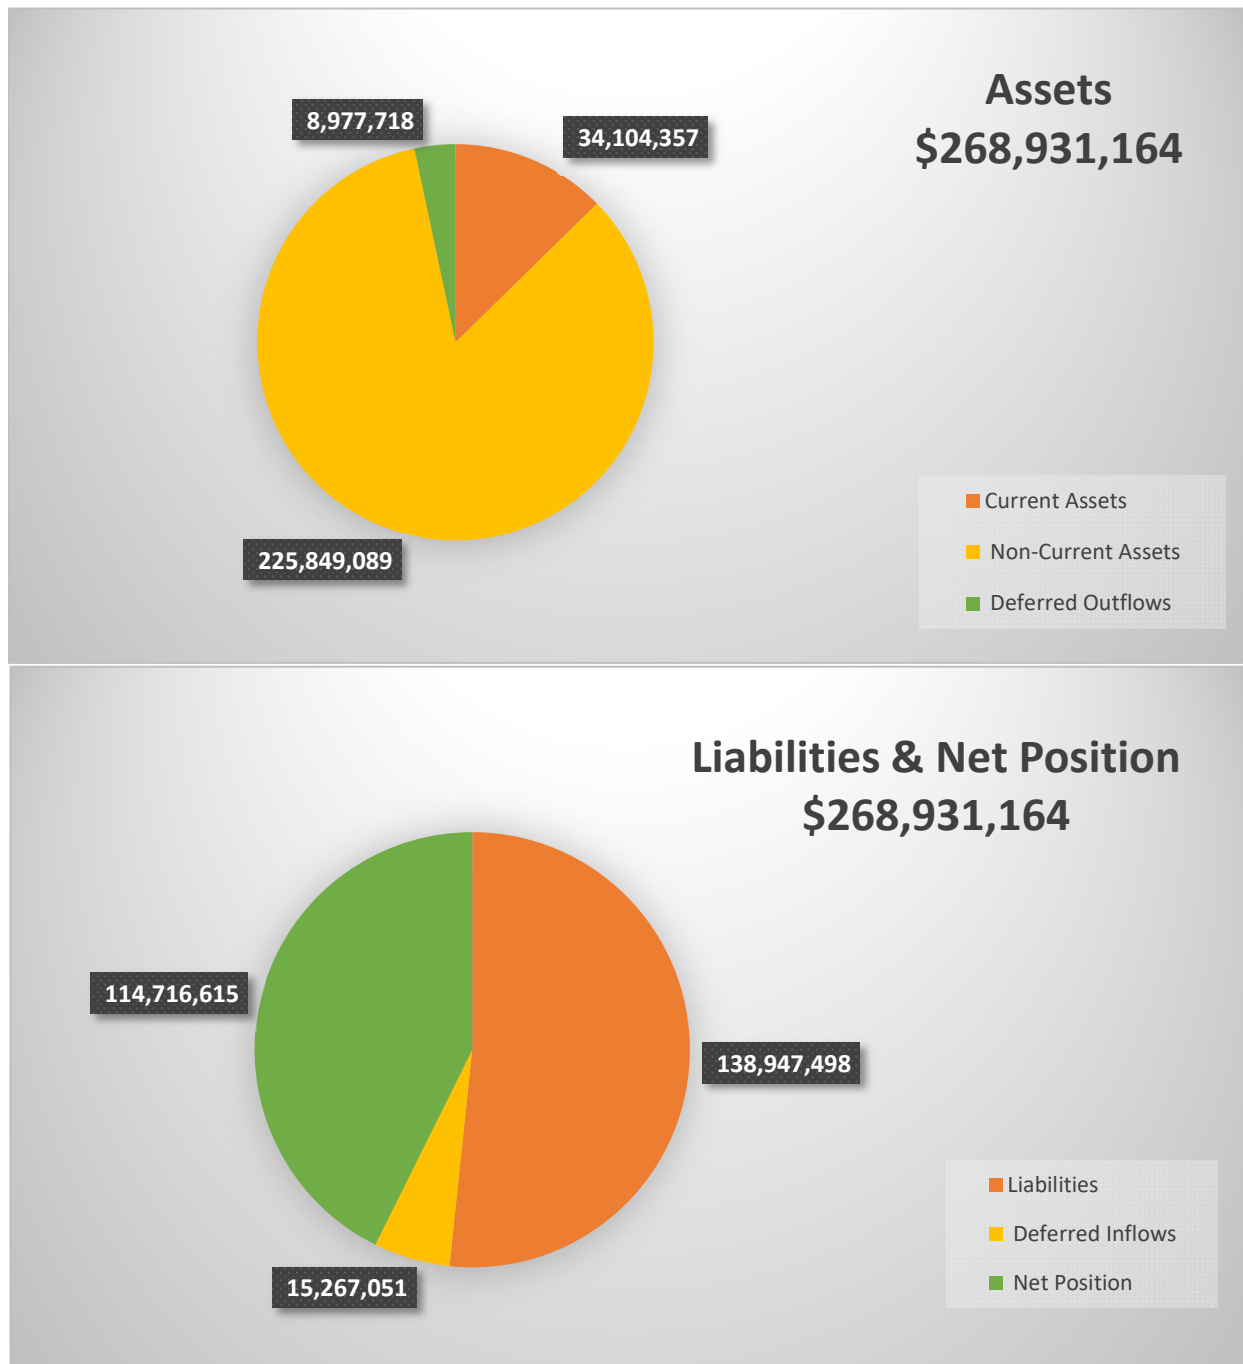 Assets
$268,931,164
8,977,718
34,104,357
225,849,089
Current Assets
Non-Current Assets
Deferred Outflows
Liabilities & Net Position
$268,931,164
114,716,615
138,947,498
15,267,051
Liabilities
Deferred Inflows
Net Position